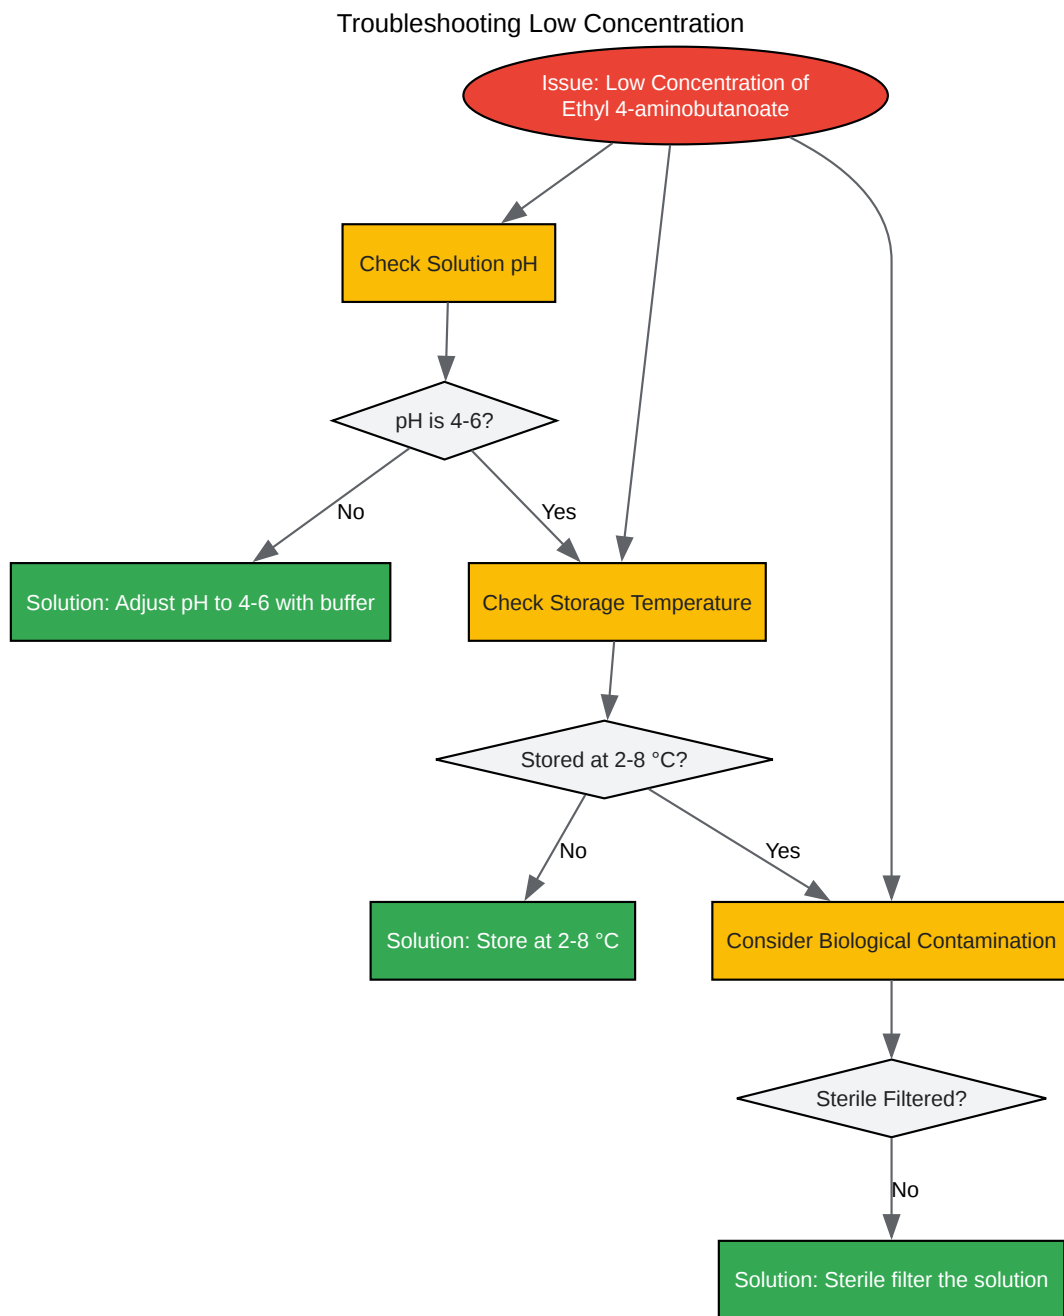 Troubleshooting Low Concentration
Issue: Low Concentration of
Ethyl 4-aminobutanoate
Check Solution pH
pH is 4-6?
No
Yes
Solution: Adjust pH to 4-6 with buffer
Check Storage Temperature
Stored at 2-8 °C?
No
Yes
Solution: Store at 2-8 °C
Consider Biological Contamination
Sterile Filtered?
No
Solution: Sterile filter the solution